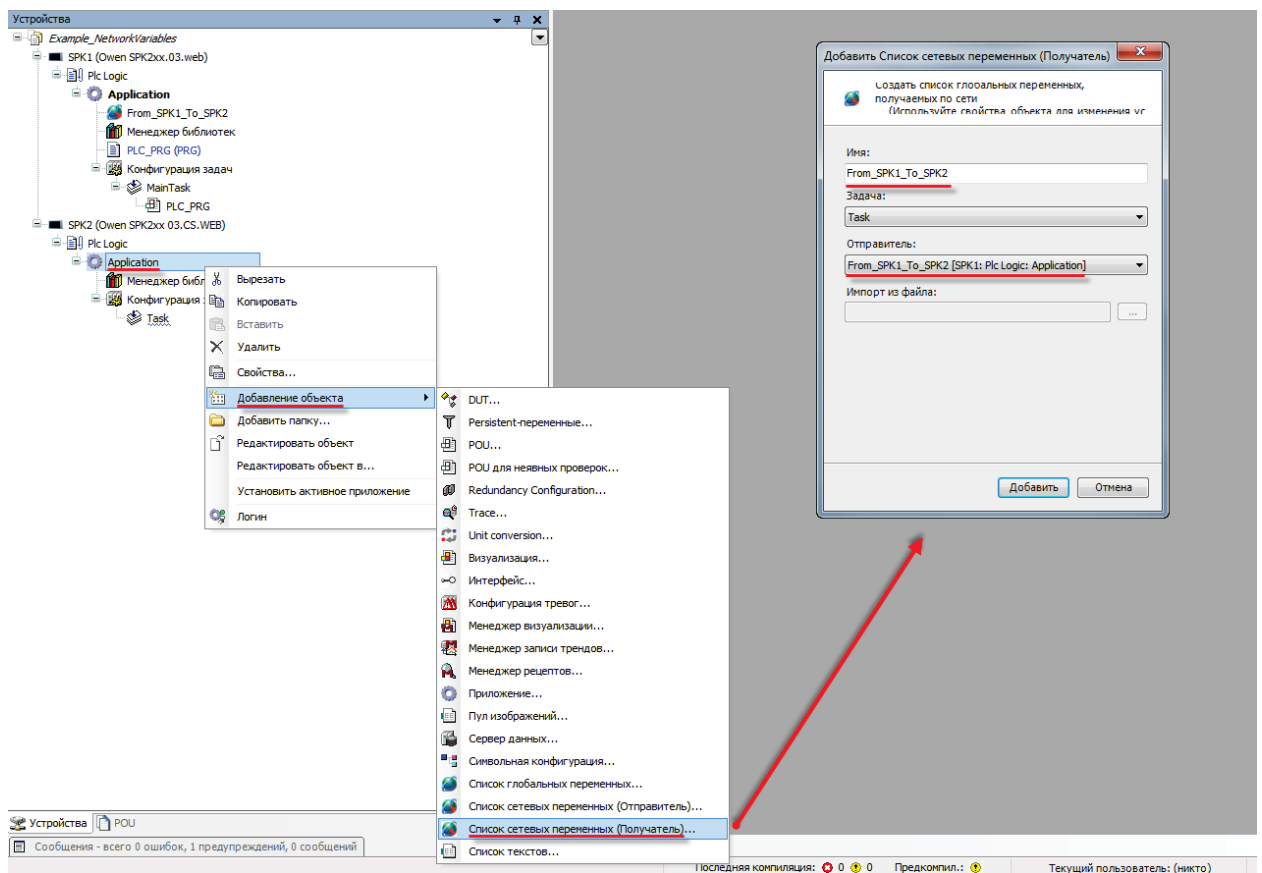 Устройства
Example_NetworkVariables
SPK1 (Owen SPK2xx.03.web)
Plc Logic
Application
From_SPK1_To_SPK2
Менеджер библиотек
PLC_PRG (PRG)
Конфигурация задач
MainTask
PLC_PRG
SPK2 (Owen SPK2xx 03.CS.WEB)
Plc Logic
Application
Менеджер библ
Конфигурация
Task
Вырезать
Копировать
Вставить
Удалить
Свойства...
Добавление объекта
Добавить папку...
Редактировать объект
Редактировать объект в...
Установить активное приложение
Логин
DUT...
Persistent-переменные...
POU...
POU для неявных проверок...
Redundancy Configuration...
Trace...
Unit conversion...
Визуализация...
Интерфейс...
Конфигурация тревог...
Менеджер визуализации...
Менеджер записи трендов...
Менеджер рецептов...
Приложение...
Пул изображений...
Сервер данных...
Символьная конфигурация...
Список глобальных переменных...
Список сетевых переменных (Отправитель)...
Список сетевых переменных (Получатель)...
Список текстов...
Добавить Список сетевых переменных (Получатель)
Создать список глобальных переменных,
получаемых по сети
(Используйте свойства объекта для изменения ус
Имя:
From_SPK1_To_SPK2
Задача:
Task
Отправитель:
From_SPK1_To_SPK2 [SPK1: Plc Logic: Application]
Импорт из файла:
...
Добавить
Отмена
Устройства
POU
Сообщения - всего 0 ошибок, 1 предупреждений, 0 сообщений
Последняя компиляция: 0 0 Предкомпил.: Текущий пользователь: (никто)